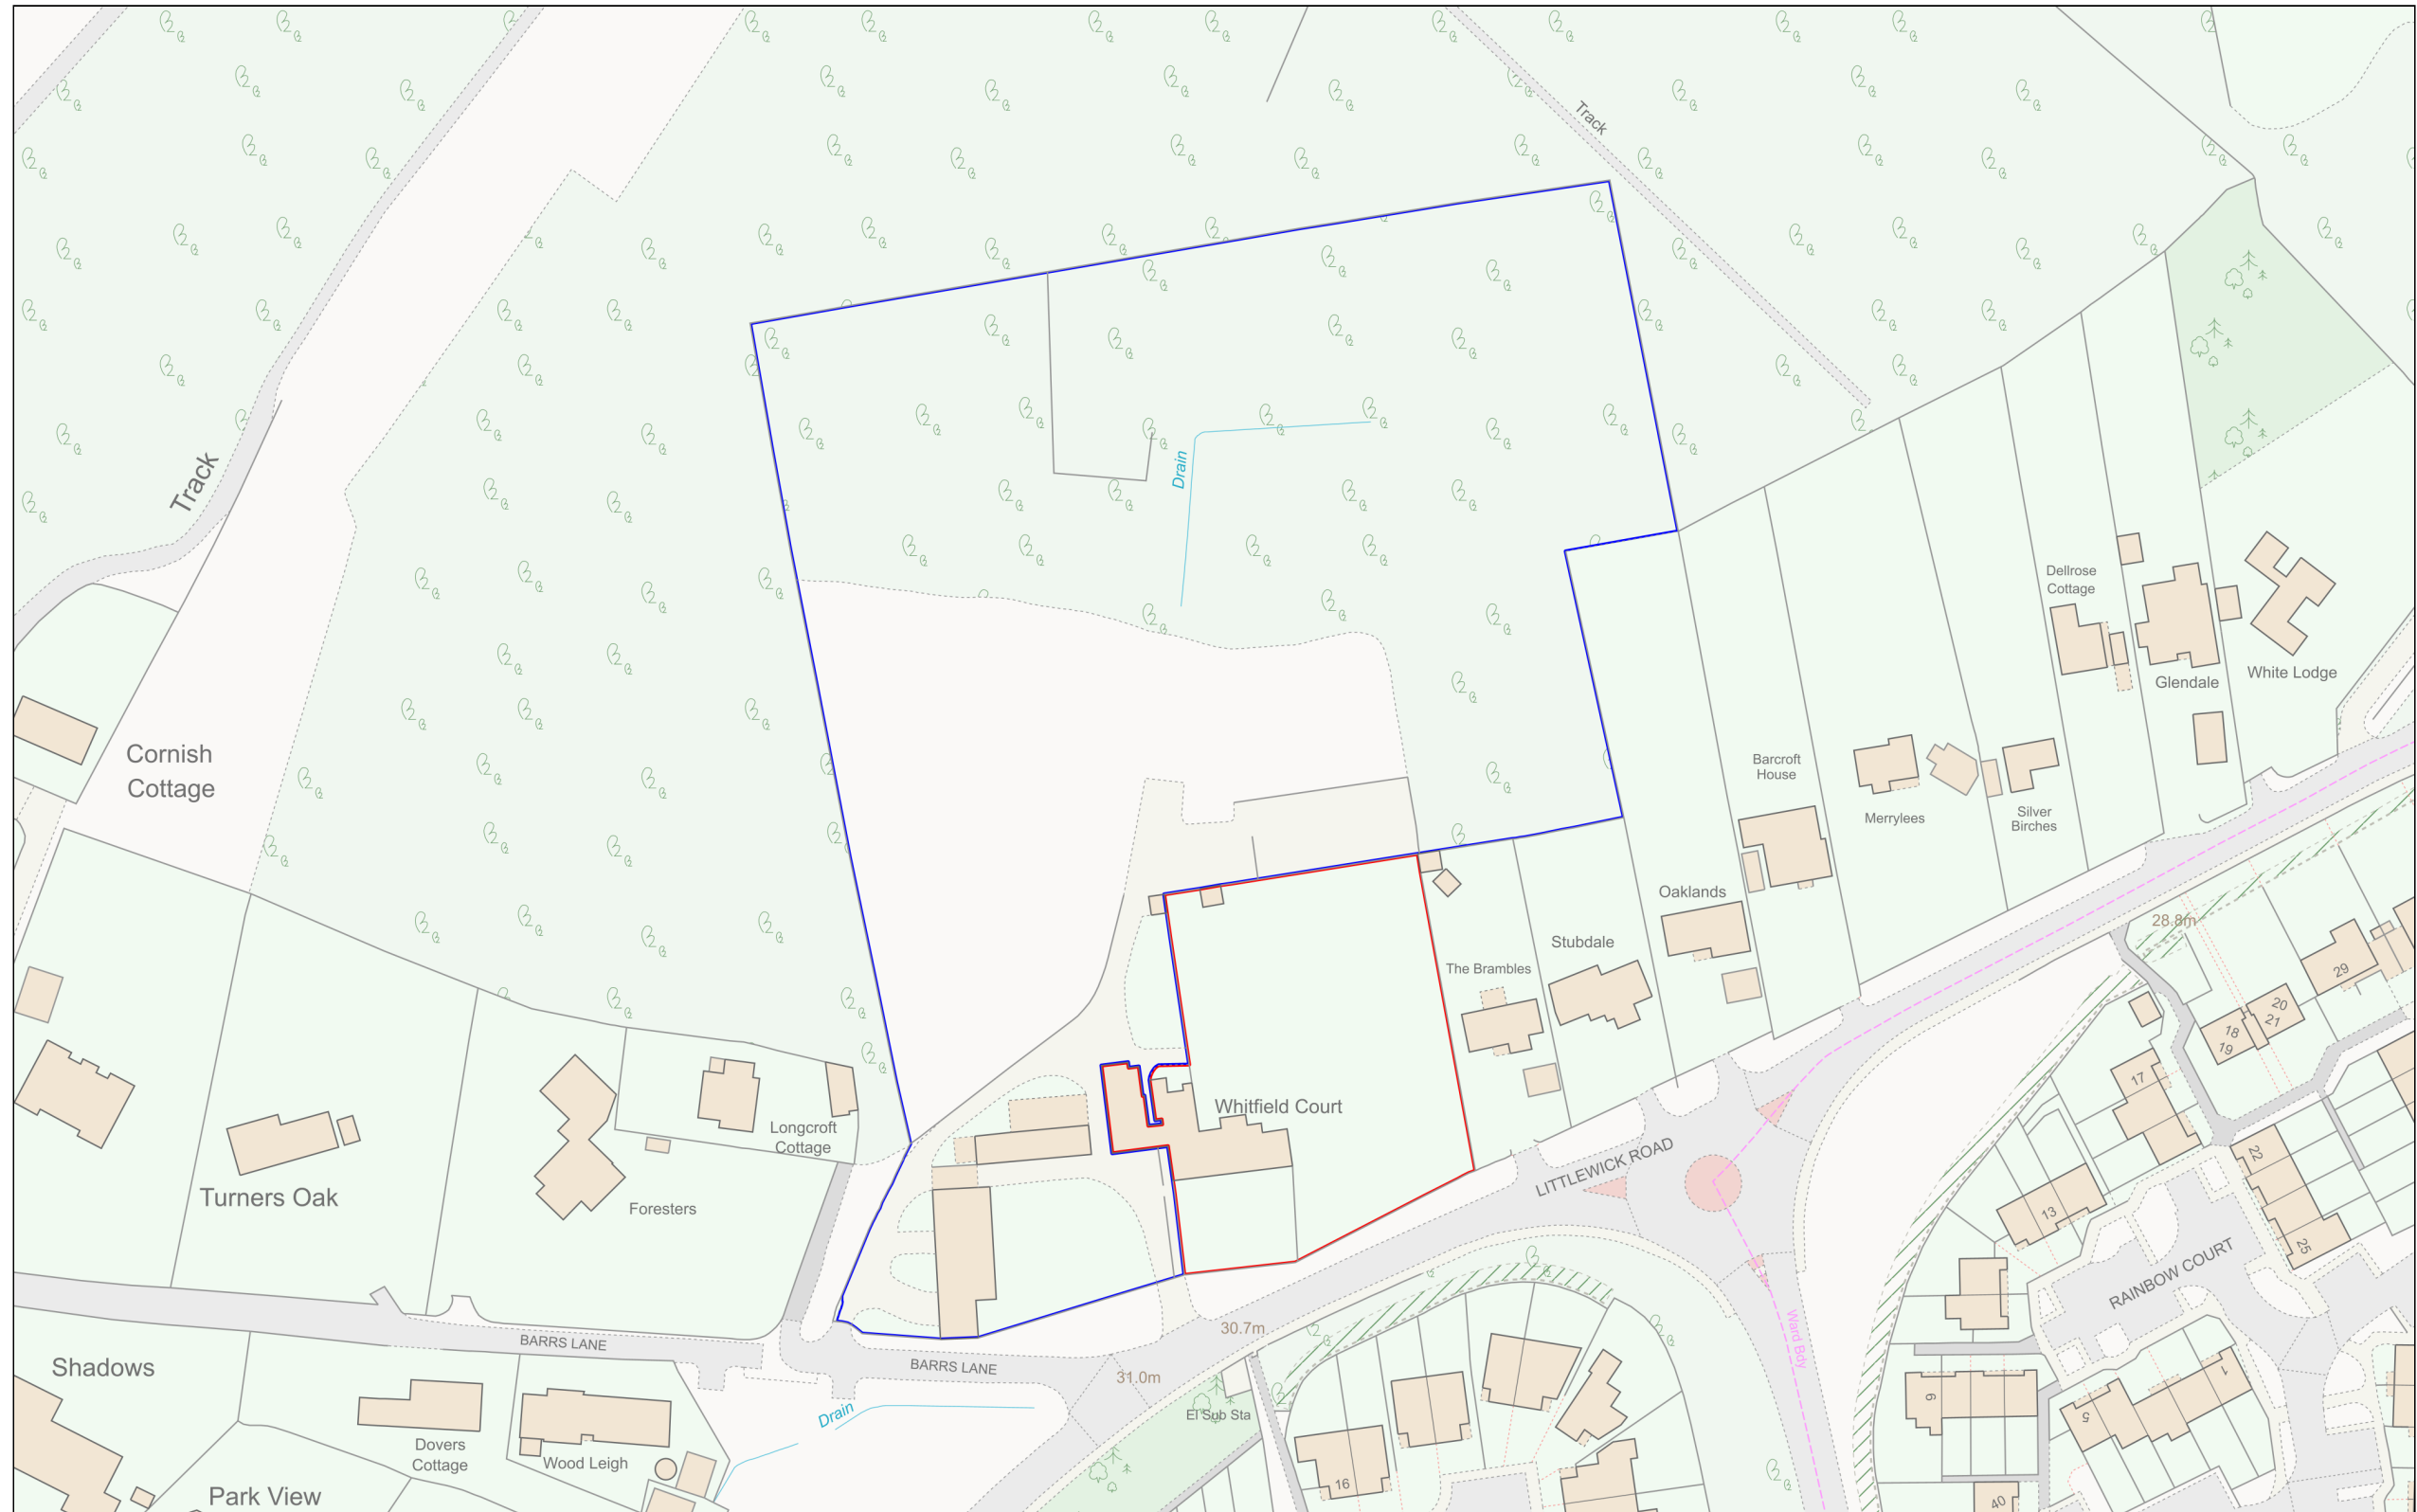 Track
Track
Drain
Dellrose
Cottage
White Lodge
Glendale
Cornish
Cottage
Barcroft
House
Merrylees
Silver
Birches
Oaklands
28.8m
Stubdale
The Brambles
29
20
21
18
19
17
Whitfield Court
Longcroft
Cottage
LITTLEWICK ROAD
22
Turners Oak
Foresters
13
25
RAINBOW COURT
30.7m
Ward Bdy
BARRS LANE
BARRS LANE
Shadows
31.0m
1
6
5
Drain
El Sub Sta
Dovers
Cottage
Wood Leigh
16
Park View
40